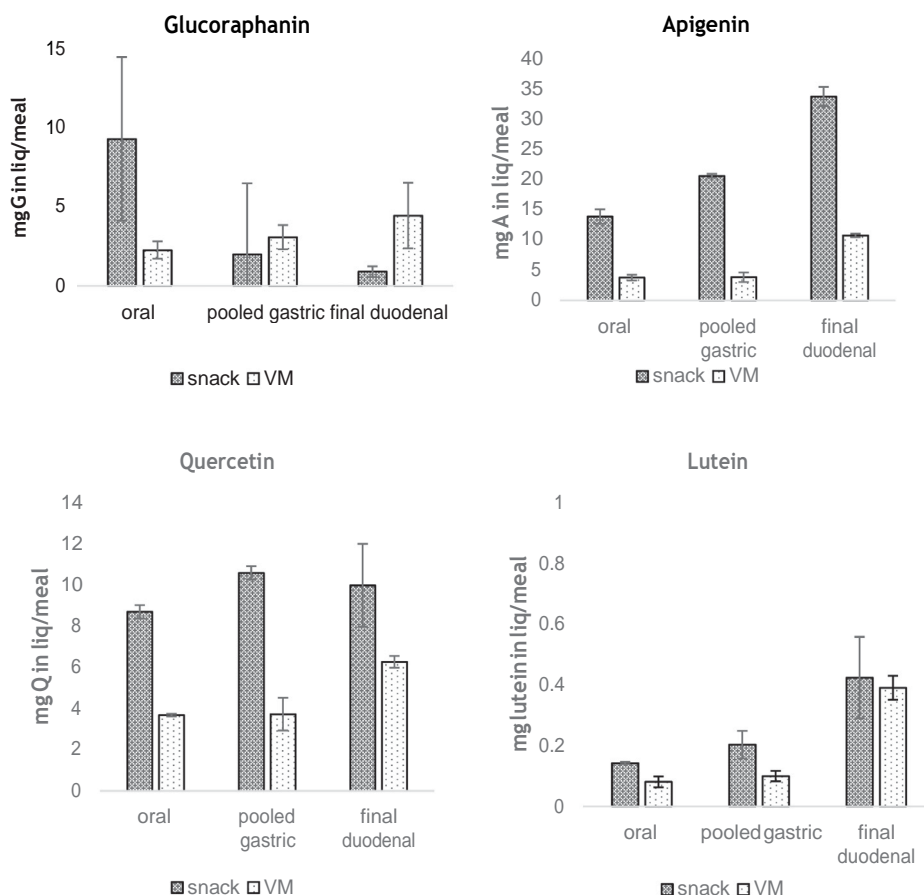 Glucoraphanin
mg G in liq/meal
15
10
5
0
oral
pooled gastric
final duodenal
snack
VM
Apigenin
mg A in liq/meal
40
35
30
25
20
15
10
5
0
oral
pooled
gastric
final
duodenal
snack
VM
Quercetin
mg Q in liq/meal
14
12
10
8
6
4
2
0
oral
pooled
gastric
final
duodenal
snack
VM
Lutein
mg lutein in liq/meal
1
0.8
0.6
0.4
0.2
0
oral
pooled gastric
final
duodenal
snack
VM